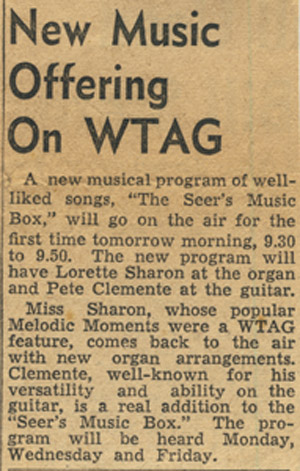 New Music
Offering
On WTAG
A new musical program of well-
liked songs, "The Seer's Music
Box," will go on the air for the
first time tomorrow morning, 9.30
to 9.50. The new program will
have Lorette Sharon at the organ
and Pete Clemente at the guitar.
Miss Sharon, whose popular
Melodic Moments were a WTAG
feature, comes back to the air
with new organ arrangements.
Clemente, well-known for his
versatility and ability on the
guitar, is a real addition to the
"Seer's Music Box." The pro-
gram will be heard Monday,
Wednesday and Friday.